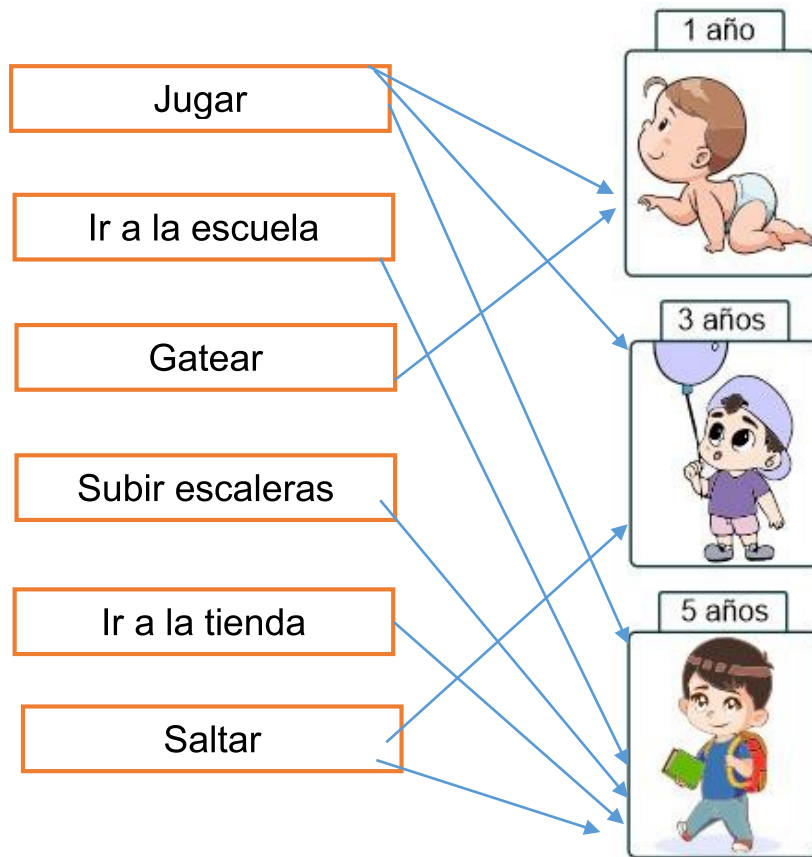 1 año
Jugar
Ir a la escuela
3 años
Gatear
Subir escaleras
5 años
Ir a la tienda
Saltar